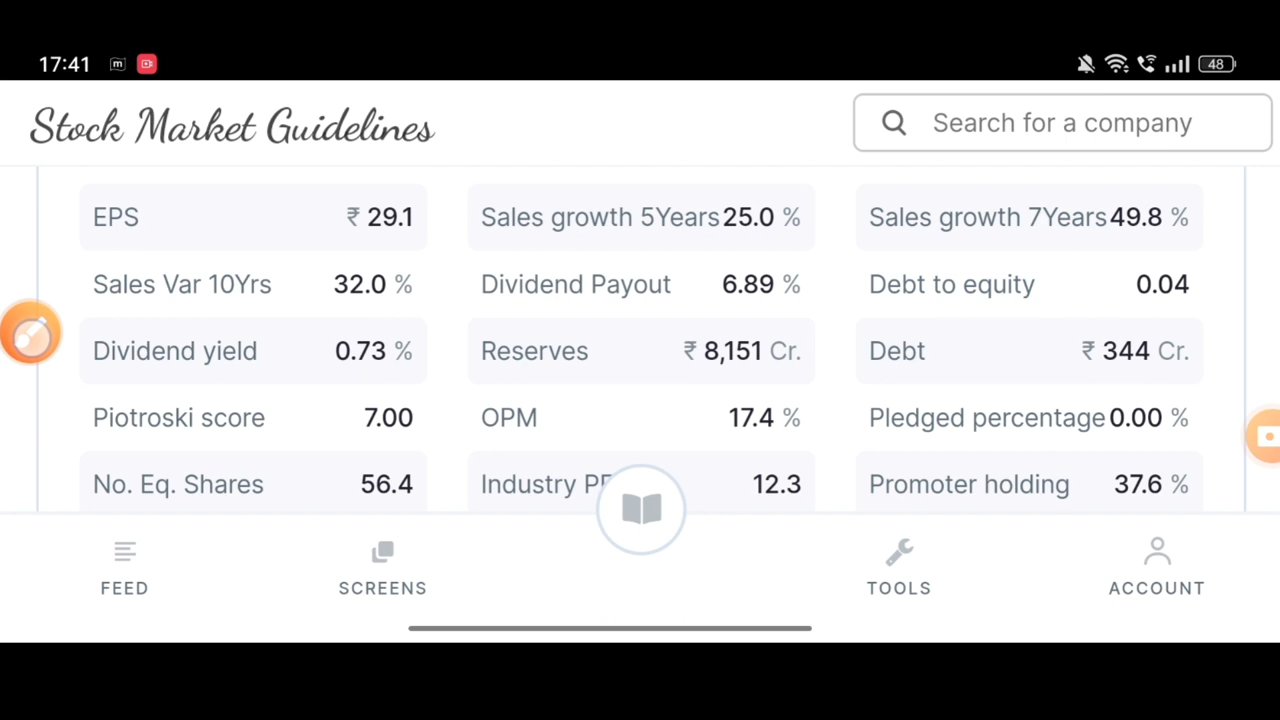 17:41 m 48
Stock Market Guidelines
Search for a company
EPS ₹ 29.1 Sales growth 5Years 25.0 % Sales growth 7Years 49.8 %
Sales Var 10Yrs 32.0 % Dividend Payout 6.89 % Debt to equity 0.04
Dividend yield 0.73 % Reserves ₹ 8,151 Cr. Debt ₹ 344 Cr.
Piotroski score 7.00 OPM 17.4 % Pledged percentage 0.00 %
No. Eq. Shares 56.4 Industry PE 12.3 Promoter holding 37.6 %
FEED SCREENS TOOLS ACCOUNT